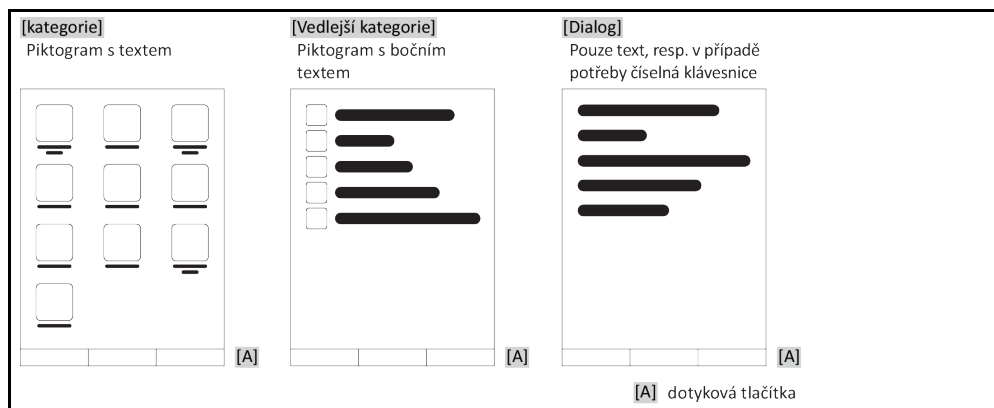 [kategorie]
Piktogram s textem
[Vedlejší kategorie]
Piktogram s bočním
textem
[Dialog]
Pouze text, resp. v případě
potřeby číselná klávesnice
[A]
[A]
[A]
[A] dotyková tlačítka